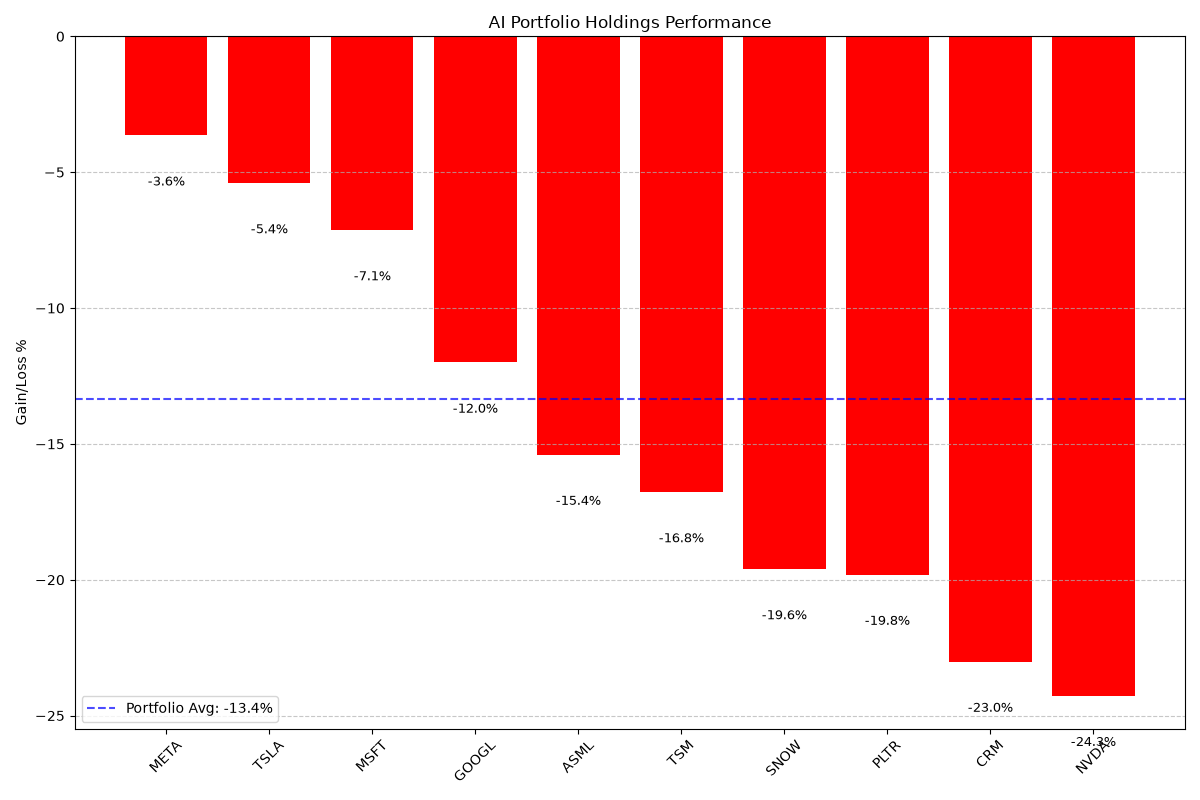 AI Portfolio Holdings Performance
Gain/Loss %
0
−5
−10
−15
−20
−25
-3.6%
-5.4%
-7.1%
-12.0%
-15.4%
-16.8%
-19.6%
-19.8%
-23.0%
-24.3%
Portfolio Avg: -13.4%
META
TSLA
MSFT
GOOGL
ASML
TSM
SNOW
PLTR
CRM
NVDA